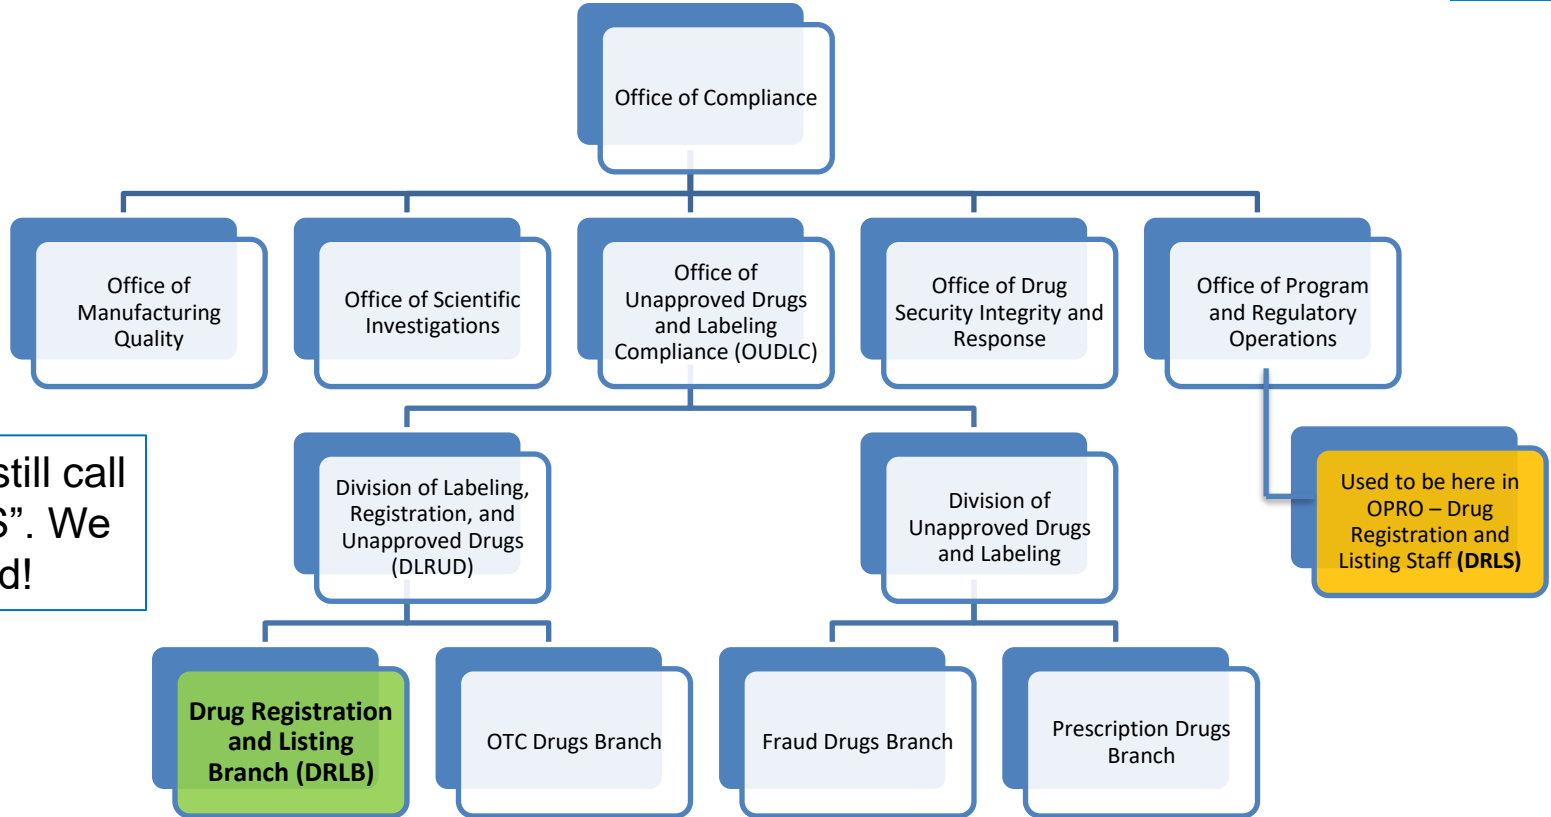 Office of Compliance
Office of
Manufacturing
Quality
Office of Scientific
Investigations
Office of
Unapproved Drugs
and Labeling
Compliance (OUDLC)
Office of Drug
Security Integrity and
Response
Office of Program
and Regulatory
Operations
still call
”. We
d!
Division of Labeling,
Registration, and
Unapproved Drugs
(DLRUD)
Division of
Unapproved Drugs
and Labeling
Used to be here in
OPRO – Drug
Registration and
Listing Staff (DRLS)
Drug Registration
and Listing
Branch (DRLB)
OTC Drugs Branch
Fraud Drugs Branch
Prescription Drugs
Branch